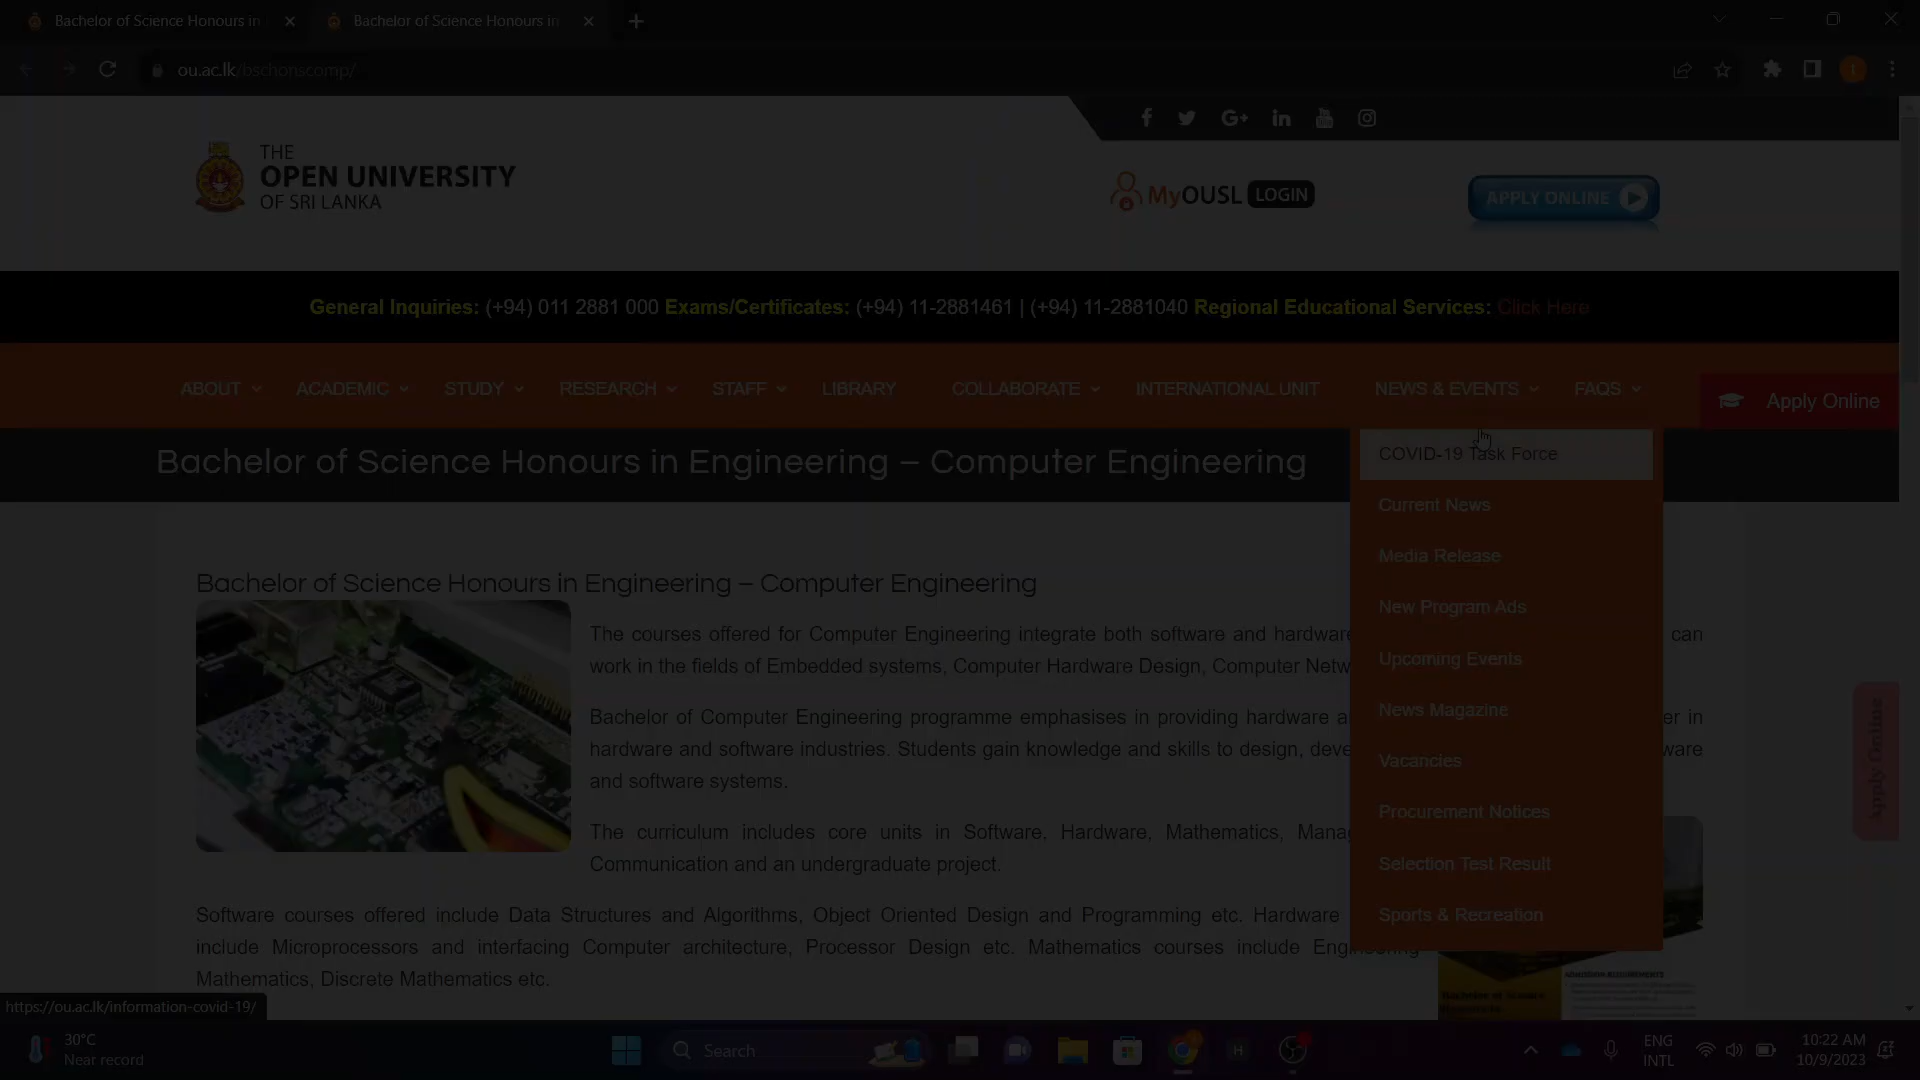 Bachelor of Science Honours in
Bachelor of Science Honours in
ou.ac.lk/bschonscomp/
THE
OPEN UNIVERSITY
OF SRI LANKA
MyOUSL LOGIN
APPLY ONLINE
General Inquiries: (+94) 011 2881 000 Exams/Certificates: (+94) 11-2881461 | (+94) 11-2881040 Regional Educational Services: Click Here
ABOUT ACADEMIC STUDY RESEARCH STAFF LIBRARY COLLABORATE INTERNATIONAL UNIT NEWS & EVENTS FAQS
Apply Online
Bachelor of Science Honours in Engineering – Computer Engineering
COVID-19 Task Force
Current News
Media Release
New Program Ads
Upcoming Events
News Magazine
Vacancies
Procurement Notices
Selection Test Result
Sports & Recreation
Bachelor of Science Honours in Engineering – Computer Engineering
The courses offered for Computer Engineering integrate both software and hardware can
work in the fields of Embedded systems, Computer Hardware Design, Computer Netw
Bachelor of Computer Engineering programme emphasises in providing hardware a er in
hardware and software industries. Students gain knowledge and skills to design, deve ware
and software systems.
The curriculum includes core units in Software, Hardware, Mathematics, Mana
Communication and an undergraduate project.
Software courses offered include Data Structures and Algorithms, Object Oriented Design and Programming etc. Hardware
include Microprocessors and interfacing Computer architecture, Processor Design etc. Mathematics courses include Engineering
Mathematics, Discrete Mathematics etc.
Apply Online
ADMISSION REQUIREMENTS
Bachelor of Science
https://ou.ac.lk/information-covid-19/
30°C
Near record
Search
ENG
INTL
10:22 AM
10/9/2023